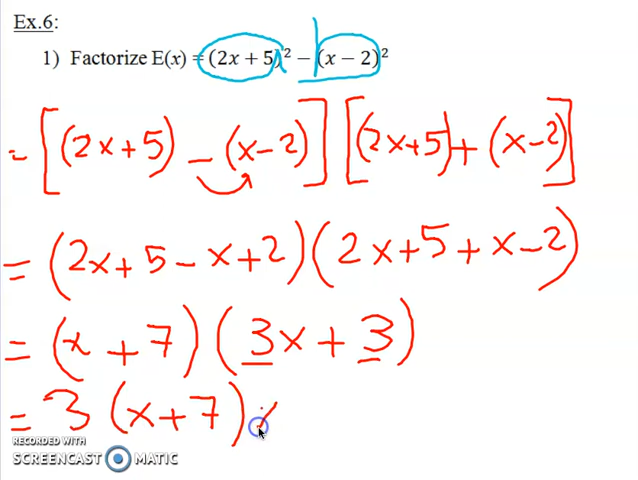 Ex.6:
1) Factorize E(x) = (2x + 5)² − (x − 2)²
= [(2x+5) − (x−2)] [(2x+5) + (x−2)]
= (2x+5−x+2)(2x+5+x−2)
= (x+7)(3x+3)
= 3(x+7)
RECORDED WITH
SCREENCAST MATIC